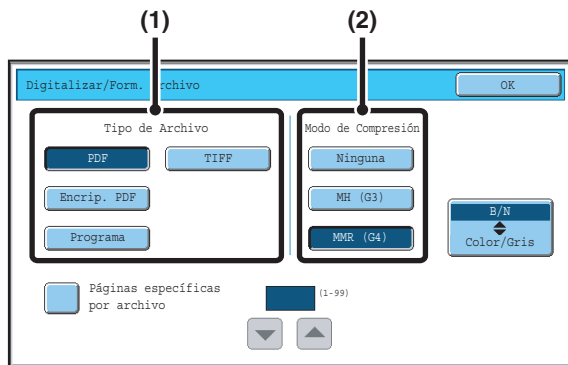 (1) (2)
Digitalizar/Form. Archivo OK
Tipo de Archivo Modo de Compresión
PDF TIFF Ninguna
Encrip. PDF MH (G3)
Programa MMR (G4)
B/N
Color/Gris
Páginas específicas
por archivo
(1-99)